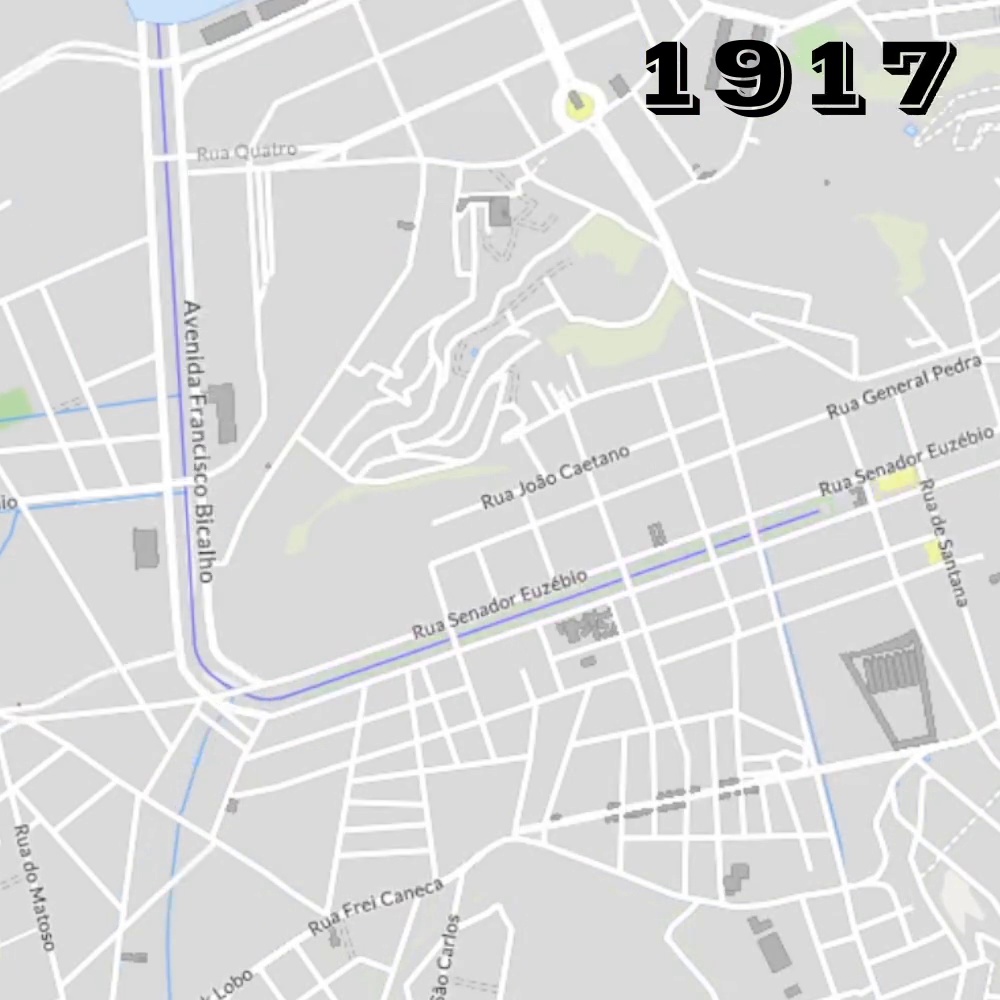 1917
Rua Quatro
Avenida Francisco Bicalho
Rua General Pedra
Rua Senador Euzébio
Rua João Caetano
Rua de Santana
Rua Senador Euzébio
Rua do Matoso
Rua Frei Caneca
São Carlos
Lobo